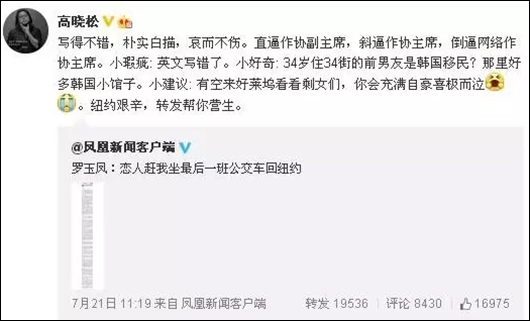 高晓松
写得不错，朴实白描，哀而不伤。直逼作协副主席，斜逼作协主席，倒逼网络作
协主席。小瑕疵：英文写错了。小好奇：34岁住34街的前男友是韩国移民？那里好
多韩国小馆子。小建议：有空来好莱坞看看剩女们，你会充满自豪喜极而泣
。纽约艰辛，转发帮你营生。
@凤凰新闻客户端
罗玉凤：恋人赶我坐最后一班公交车回纽约
7月21日 11:19 来自 凤凰新闻客户端 转发 19536 评论 8430 16975